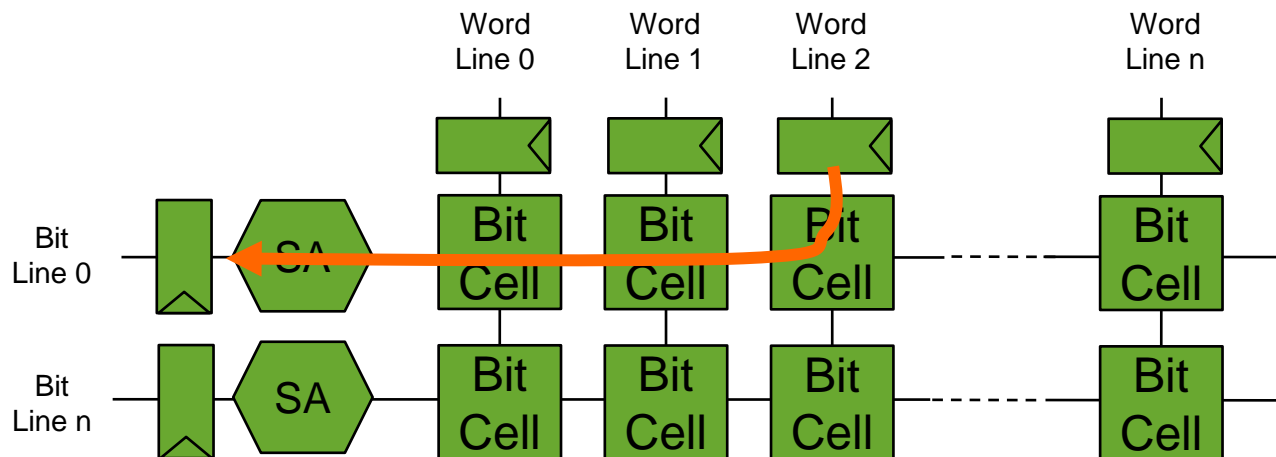 Word Line 0
Word Line 1
Word Line 2
Word Line n
Bit Line 0
SA
Bit Cell
Bit Cell
Bit Cell
Bit Cell
Bit Line n
SA
Bit Cell
Bit Cell
Bit Cell
Bit Cell